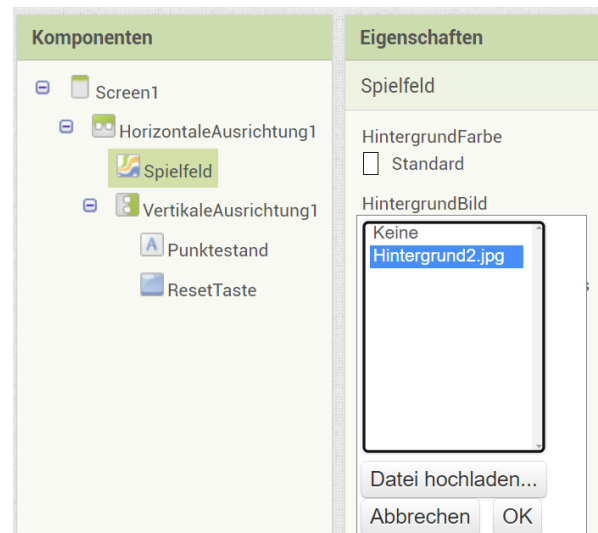 Komponenten
Screen1
HorizontaleAusrichtung1
Spielfeld
VertikaleAusrichtung1
Punktestand
ResetTaste
Eigenschaften
Spielfeld
HintergrundFarbe
Standard
HintergrundBild
Keine
Hintergrund2.jpg
Datei hochladen...
Abbrechen OK